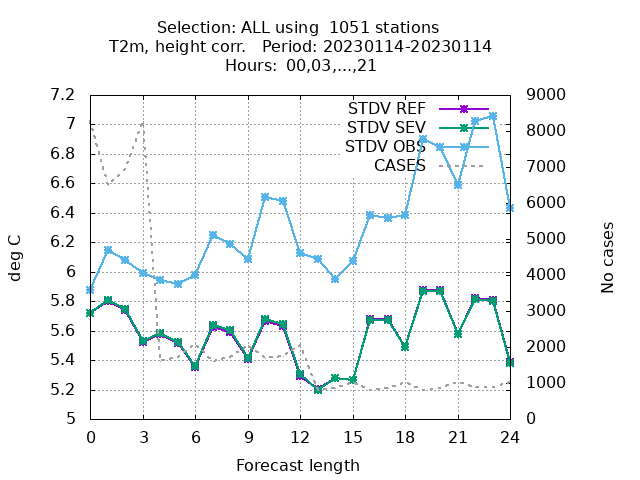 Selection: ALL using  1051 stations
T2m, height corr.   Period: 20230114-20230114
Hours:  00,03,...,21
7.2
7
6.8
6.6
6.4
6.2
6
5.8
5.6
5.4
5.2
5
deg C
STDV REF
STDV SEV
STDV OBS
CASES
9000
8000
7000
6000
5000
4000
3000
2000
1000
0
No cases
0 3 6 9 12 15 18 21 24
Forecast length